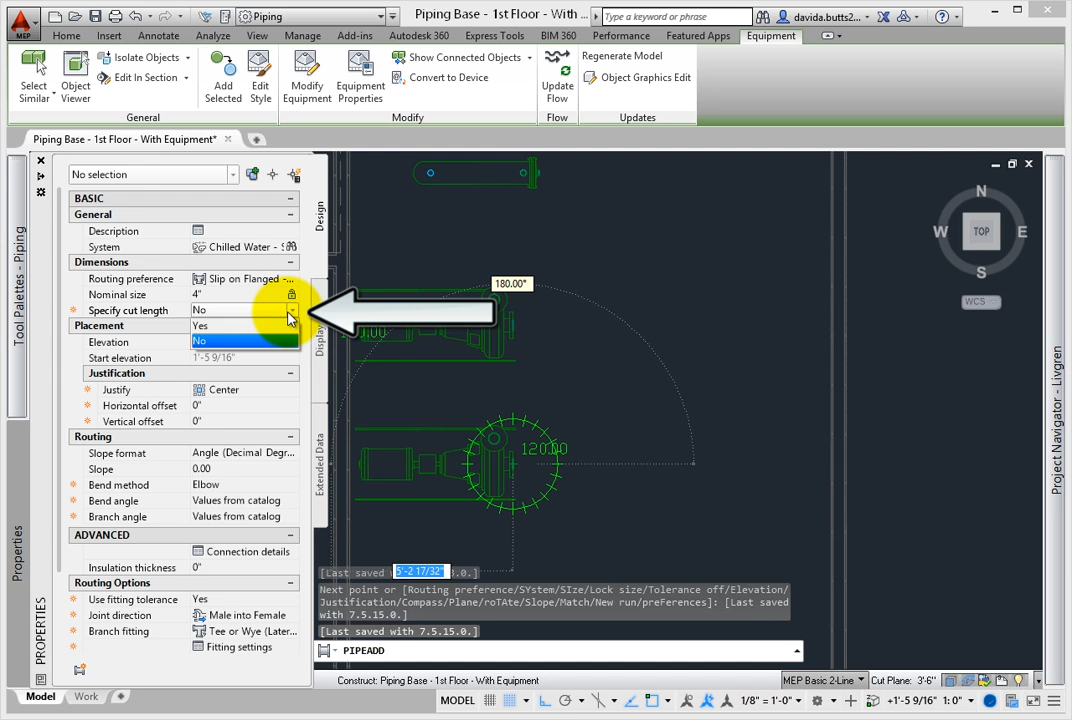 MEP
Piping
Piping Base - 1st Floor - With ...
Type a keyword or phrase
davida.butts2...
Home Insert Annotate Analyze View Manage Add-ins Autodesk 360 Express Tools BIM 360 Performance Featured Apps Equipment
Select Similar
Object Viewer
Isolate Objects
Edit In Section
General
Add Selected
Edit Style
Modify Equipment
Equipment Properties
Show Connected Objects
Convert to Device
Modify
Update Flow
Flow
Regenerate Model
Object Graphics Edit
Updates
Piping Base - 1st Floor - With Equipment*
Tool Palettes - Piping
Properties
PROPERTIES
No selection
BASIC
General
Description
System Chilled Water - S
Dimensions
Routing preference Slip on Flanged -...
Nominal size 4"
Specify cut length No
Yes
No
Placement
Elevation
Start elevation 1'-5 9/16"
Justification
Justify Center
Horizontal offset 0"
Vertical offset 0"
Routing
Slope format Angle (Decimal Degr...
Slope 0.00
Bend method Elbow
Bend angle Values from catalog
Branch angle Values from catalog
ADVANCED
Connection details
Insulation thickness 0"
Routing Options
Use fitting tolerance Yes
Joint direction Male into Female
Branch fitting Tee or Wye (Later...
Fitting settings
Design
Display
Extended Data
180.00°
120.00
N
W TOP E
S
WCS
Project Navigator - Livgren
5'-2 17/32"
[Last saved
Next point or [Routing preference/SYstem/SIze/Lock size/Tolerance off/Elevation/
Justification/Compass/Plane/roTAte/Slope/Match/New run/preFerences]: [Last saved
with 7.5.15.0.]
[Last saved with 7.5.15.0.]
PIPEADD
Construct: Piping Base - 1st Floor - With Equipment
MEP Basic 2-Line
Cut Plane: 3'-6"
Model Work
MODEL
1/8" = 1'-0"
+1'-5 9/16" 1: 0"